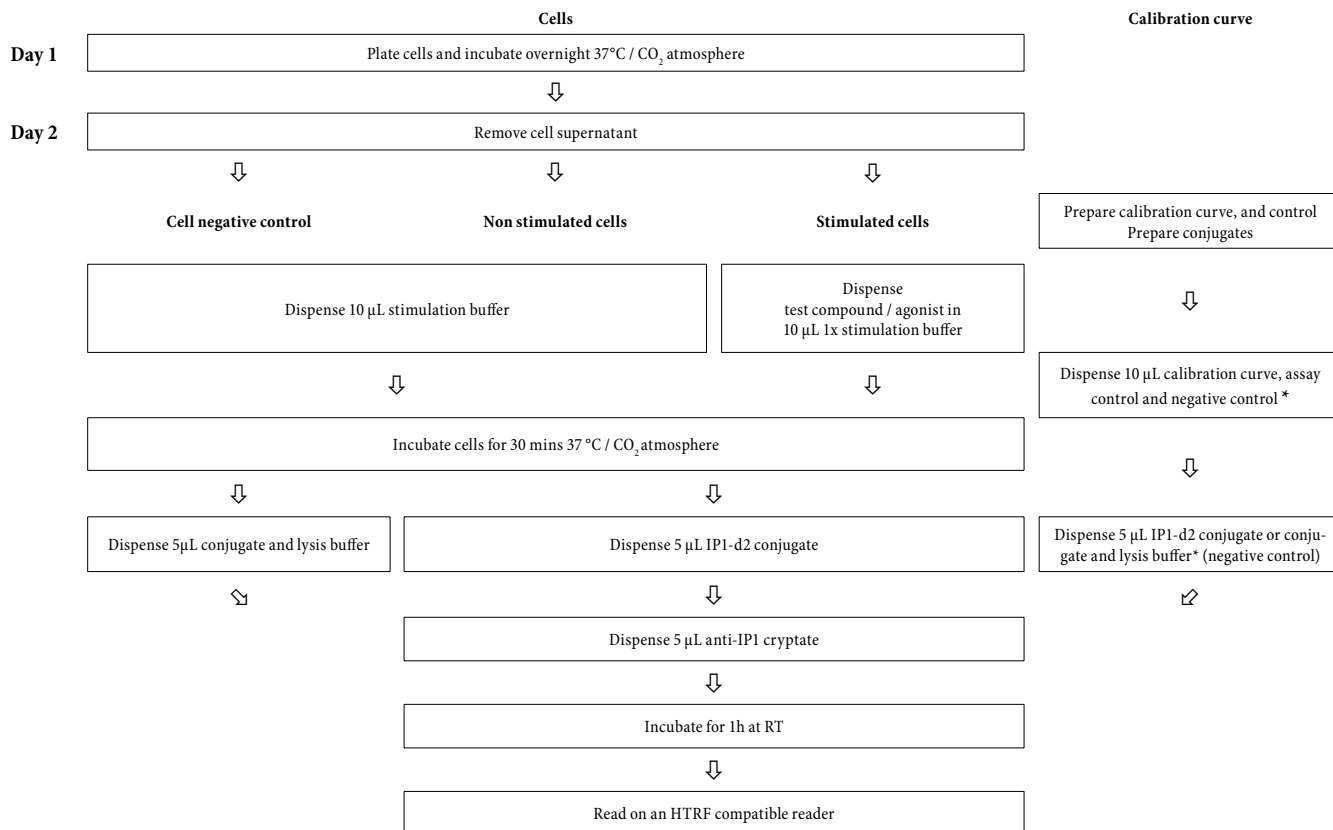 Cells
Calibration curve
Day 1
Plate cells and incubate overnight 37°C / CO₂ atmosphere
Day 2
Remove cell supernatant
Cell negative control
Non stimulated cells
Stimulated cells
Prepare calibration curve, and control
Prepare conjugates
Dispense 10 µL stimulation buffer
Dispense
test compound / agonist in
10 µL 1x stimulation buffer
Dispense 10 µL calibration curve, assay
control and negative control *
Incubate cells for 30 mins 37 °C / CO₂ atmosphere
Dispense 5µL conjugate and lysis buffer
Dispense 5 µL IP1-d2 conjugate
Dispense 5 µL IP1-d2 conjugate or conju-
gate and lysis buffer* (negative control)
Dispense 5 µL anti-IP1 cryptate
Incubate for 1h at RT
Read on an HTRF compatible reader